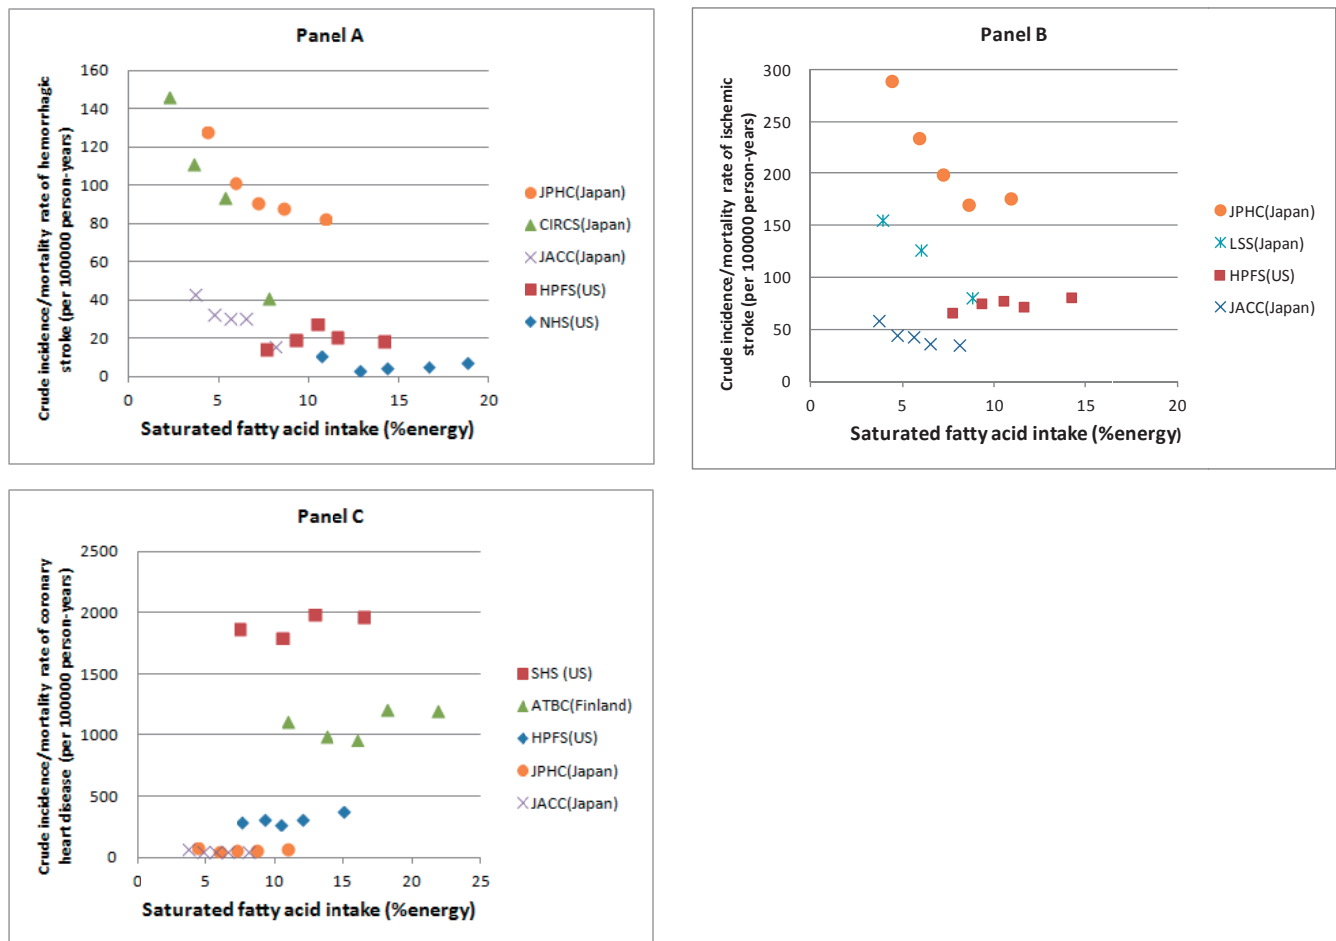 Panel A
Crude incidence/mortality rate of hemorrhagic
stroke (per 100000 person-years)
160
140
120
100
80
60
40
20
0
0 5 10 15 20
Saturated fatty acid intake (%energy)
JPHC(Japan)
CIRCS(Japan)
JACC(Japan)
HPFS(US)
NHS(US)
Panel B
Crude incidence/mortality rate of ischemic
stroke (per 100000 person-years)
300
250
200
150
100
50
0
0 5 10 15 20
Saturated fatty acid intake (%energy)
JPHC(Japan)
LSS(Japan)
HPFS(US)
JACC(Japan)
Panel C
Crude incidence/mortality rate of coronary
heart disease (per 100000 person-years)
2500
2000
1500
1000
500
0
0 5 10 15 20 25
Saturated fatty acid intake (%energy)
SHS (US)
ATBC(Finland)
HPFS(US)
JPHC(Japan)
JACC(Japan)